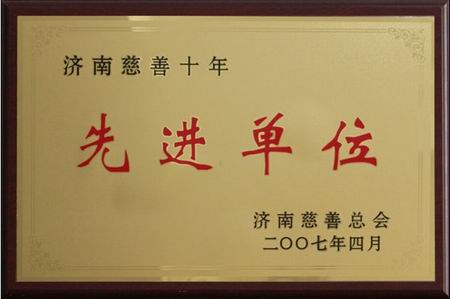 济南慈善十年
先进单位
济南慈善总会
二〇〇七年四月